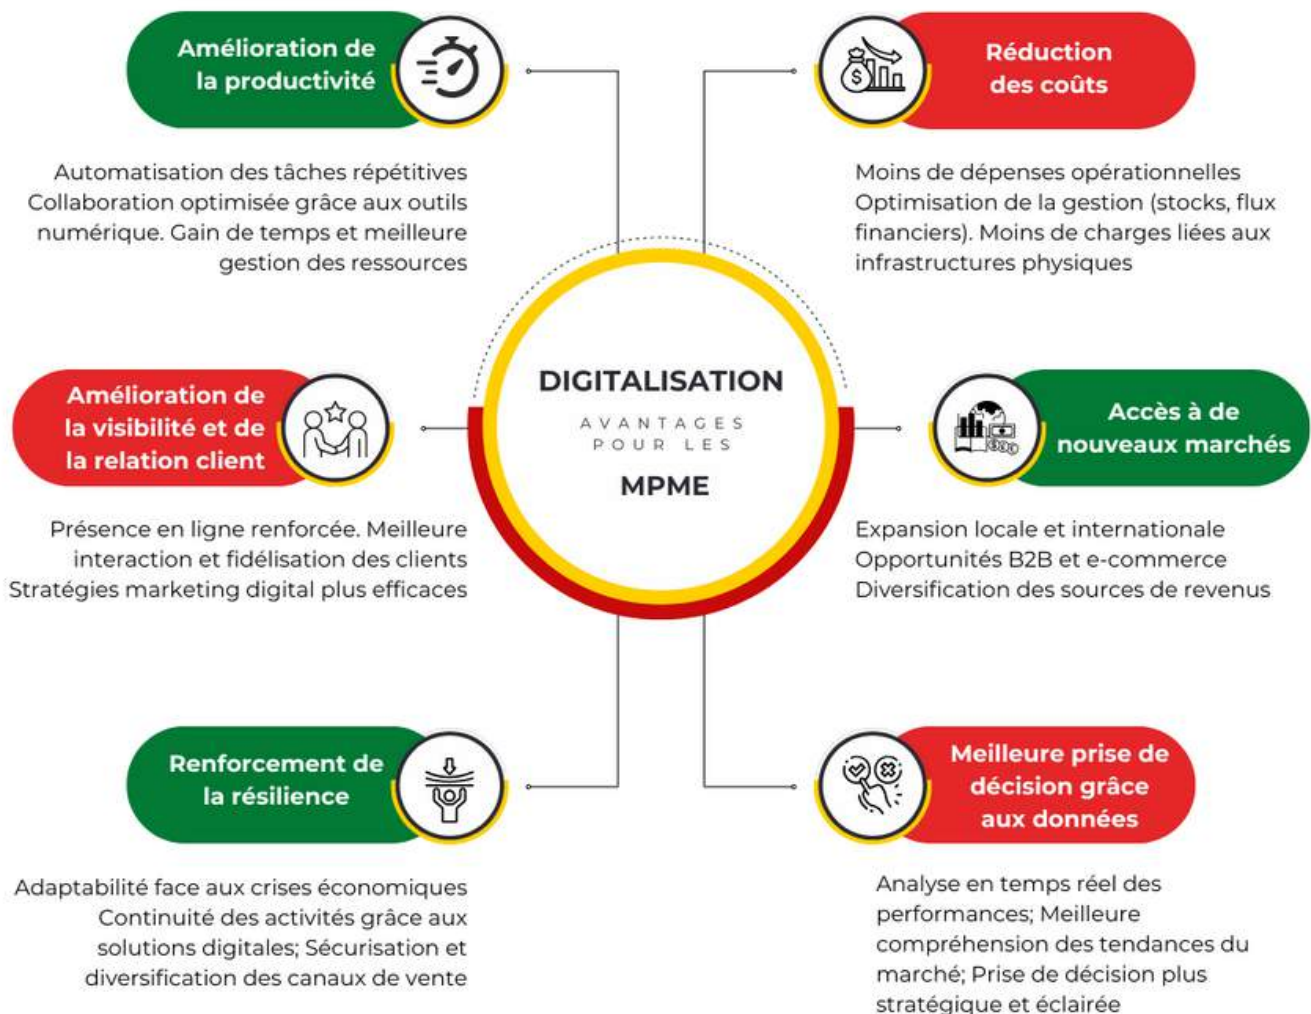 Amélioration de
la productivité
Automatisation des tâches répétitives
Collaboration optimisée grâce aux outils
numérique. Gain de temps et meilleure
gestion des ressources
Réduction
des coûts
Moins de dépenses opérationnelles
Optimisation de la gestion (stocks, flux
financiers). Moins de charges liées aux
infrastructures physiques
DIGITALISATION
AVANTAGES
POUR LES
MPME
Amélioration de
la visibilité et de
la relation client
Présence en ligne renforcée. Meilleure
interaction et fidélisation des clients
Stratégies marketing digital plus efficaces
Accès à de
nouveaux marchés
Expansion locale et internationale
Opportunités B2B et e-commerce
Diversification des sources de revenus
Renforcement de
la résilience
Adaptabilité face aux crises économiques
Continuité des activités grâce aux
solutions digitales; Sécurisation et
diversification des canaux de vente
Meilleure prise de
décision grâce
aux données
Analyse en temps réel des
performances; Meilleure
compréhension des tendances du
marché; Prise de décision plus
stratégique et éclairée